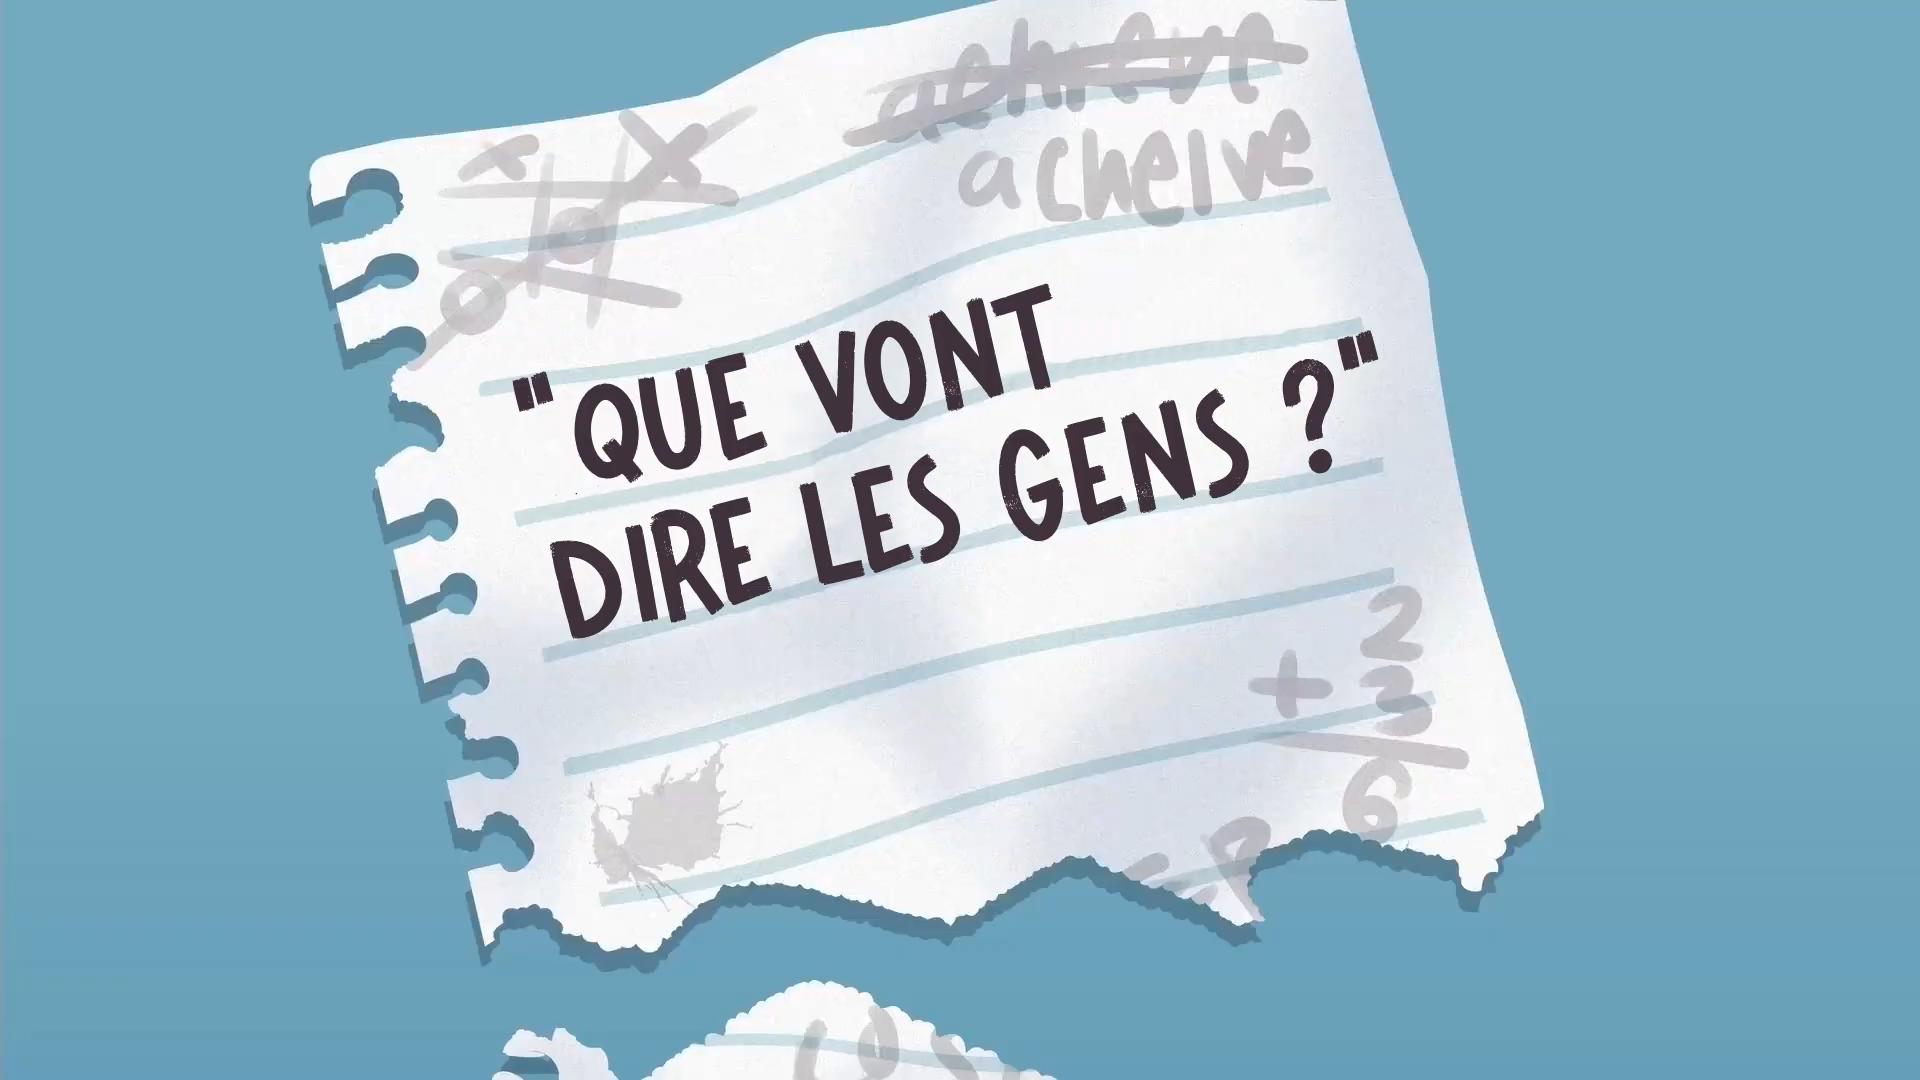 achieve
acheive
"QUE VONT
DIRE LES GENS ?"
2
+ 3
6